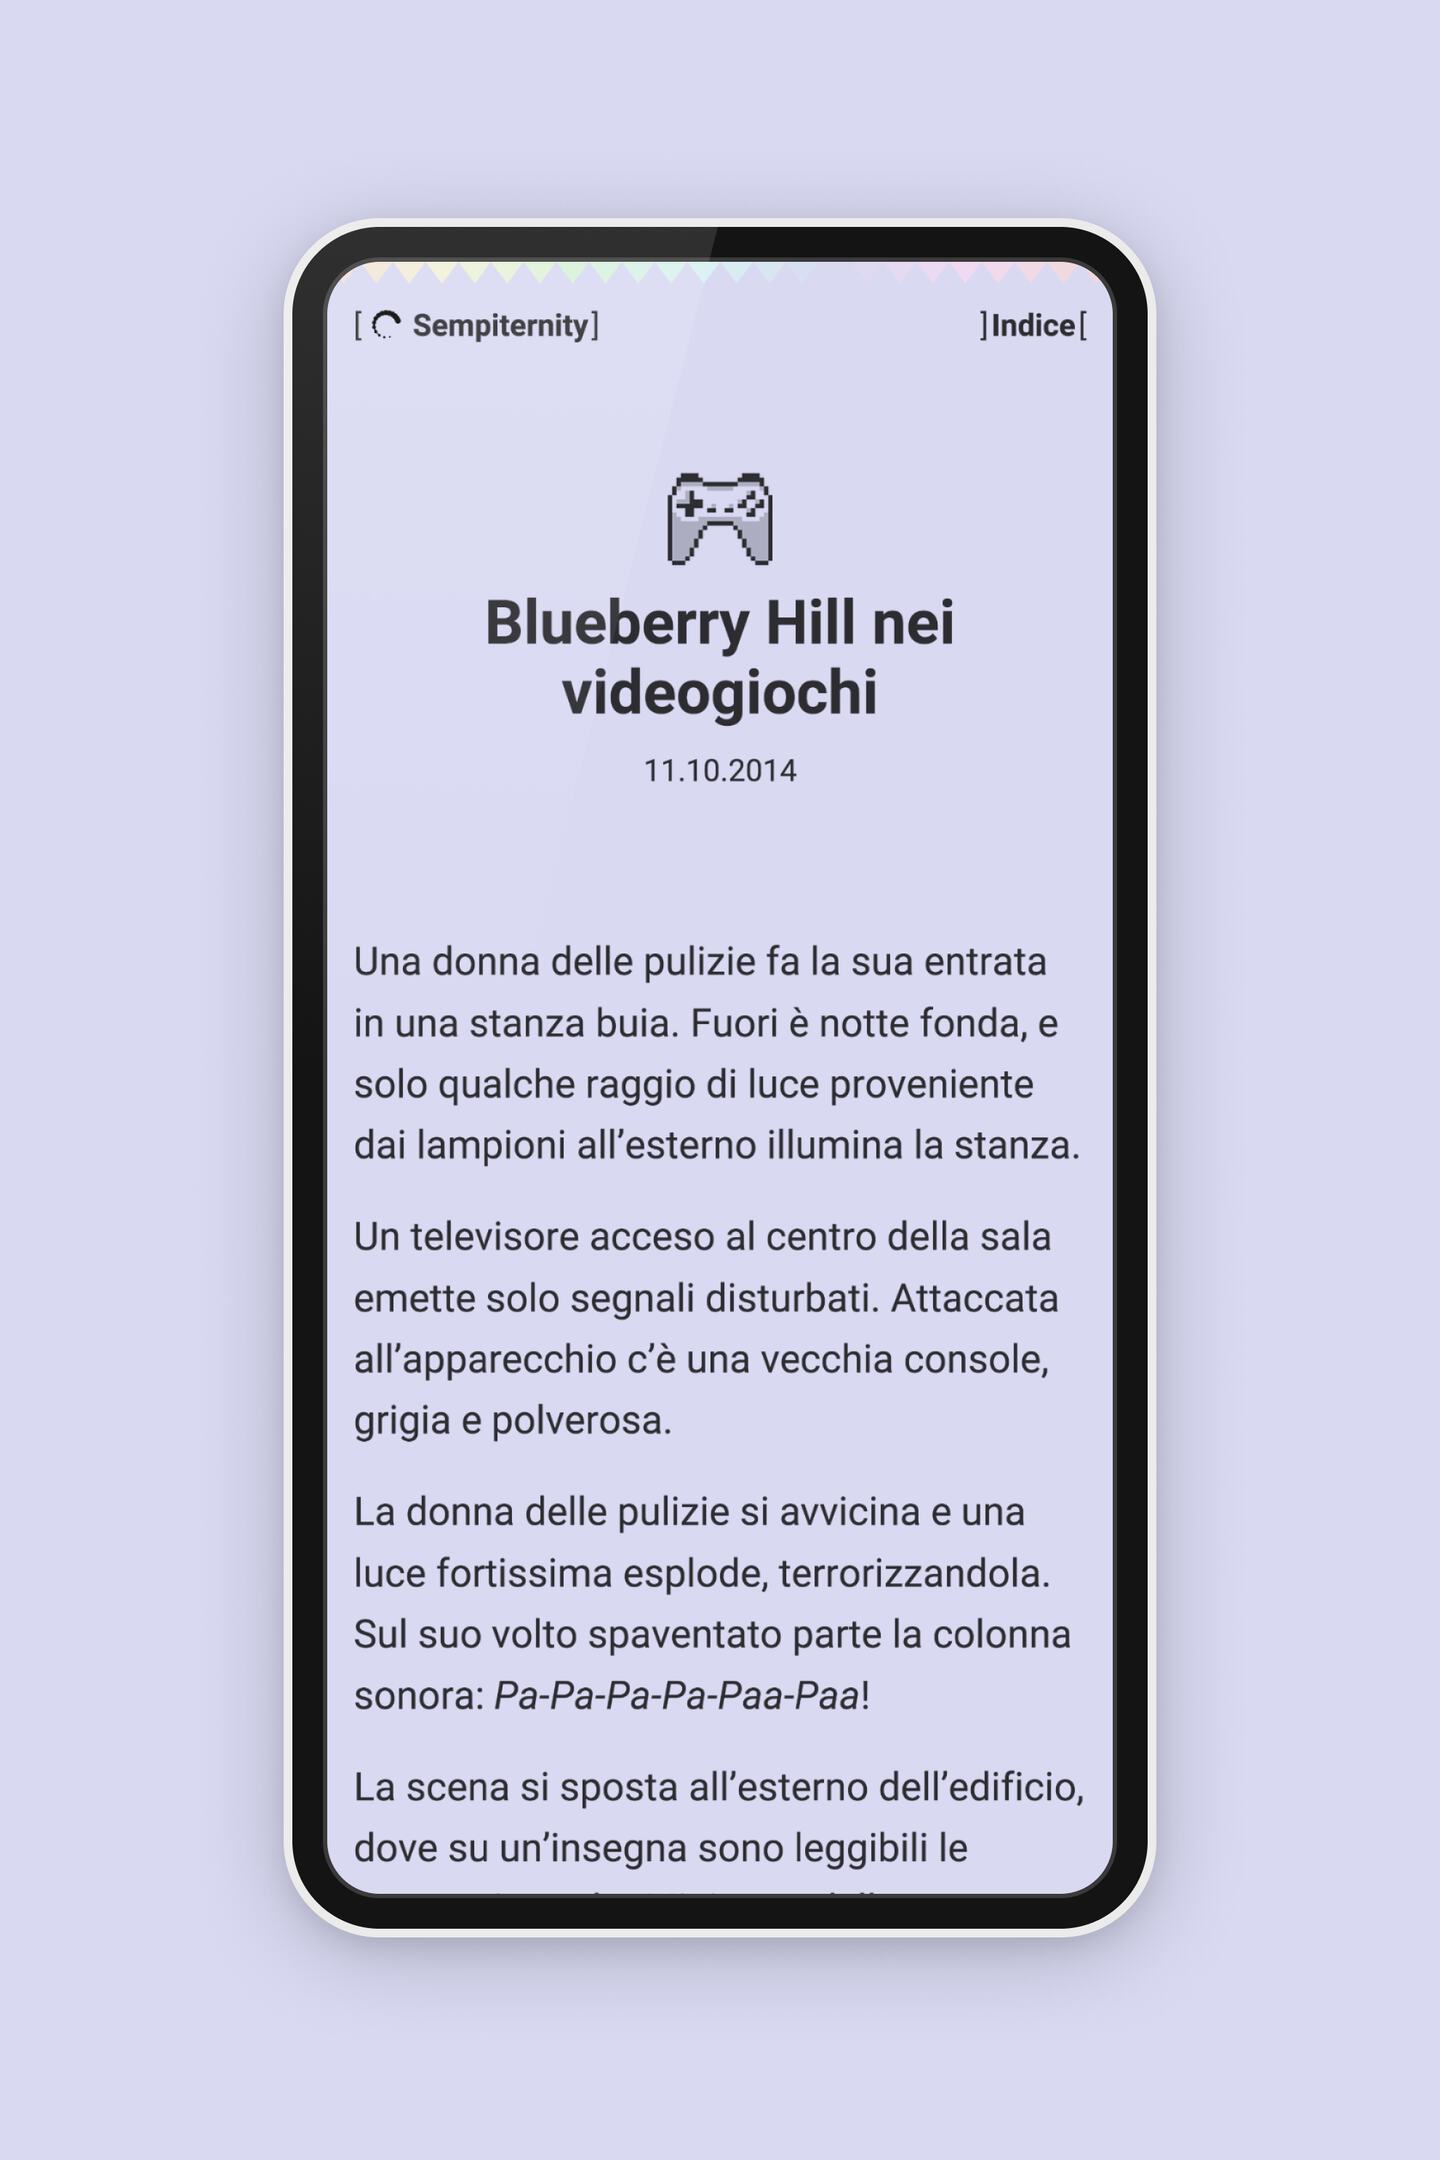 [ Sempiternity]
]Indice[
Blueberry Hill nei
videogiochi
11.10.2014
Una donna delle pulizie fa la sua entrata
in una stanza buia. Fuori è notte fonda, e
solo qualche raggio di luce proveniente
dai lampioni all’esterno illumina la stanza.
Un televisore acceso al centro della sala
emette solo segnali disturbati. Attaccata
all’apparecchio c’è una vecchia console,
grigia e polverosa.
La donna delle pulizie si avvicina e una
luce fortissima esplode, terrorizzandola.
Sul suo volto spaventato parte la colonna
sonora: Pa-Pa-Pa-Pa-Paa-Paa!
La scena si sposta all’esterno dell’edificio,
dove su un’insegna sono leggibili le